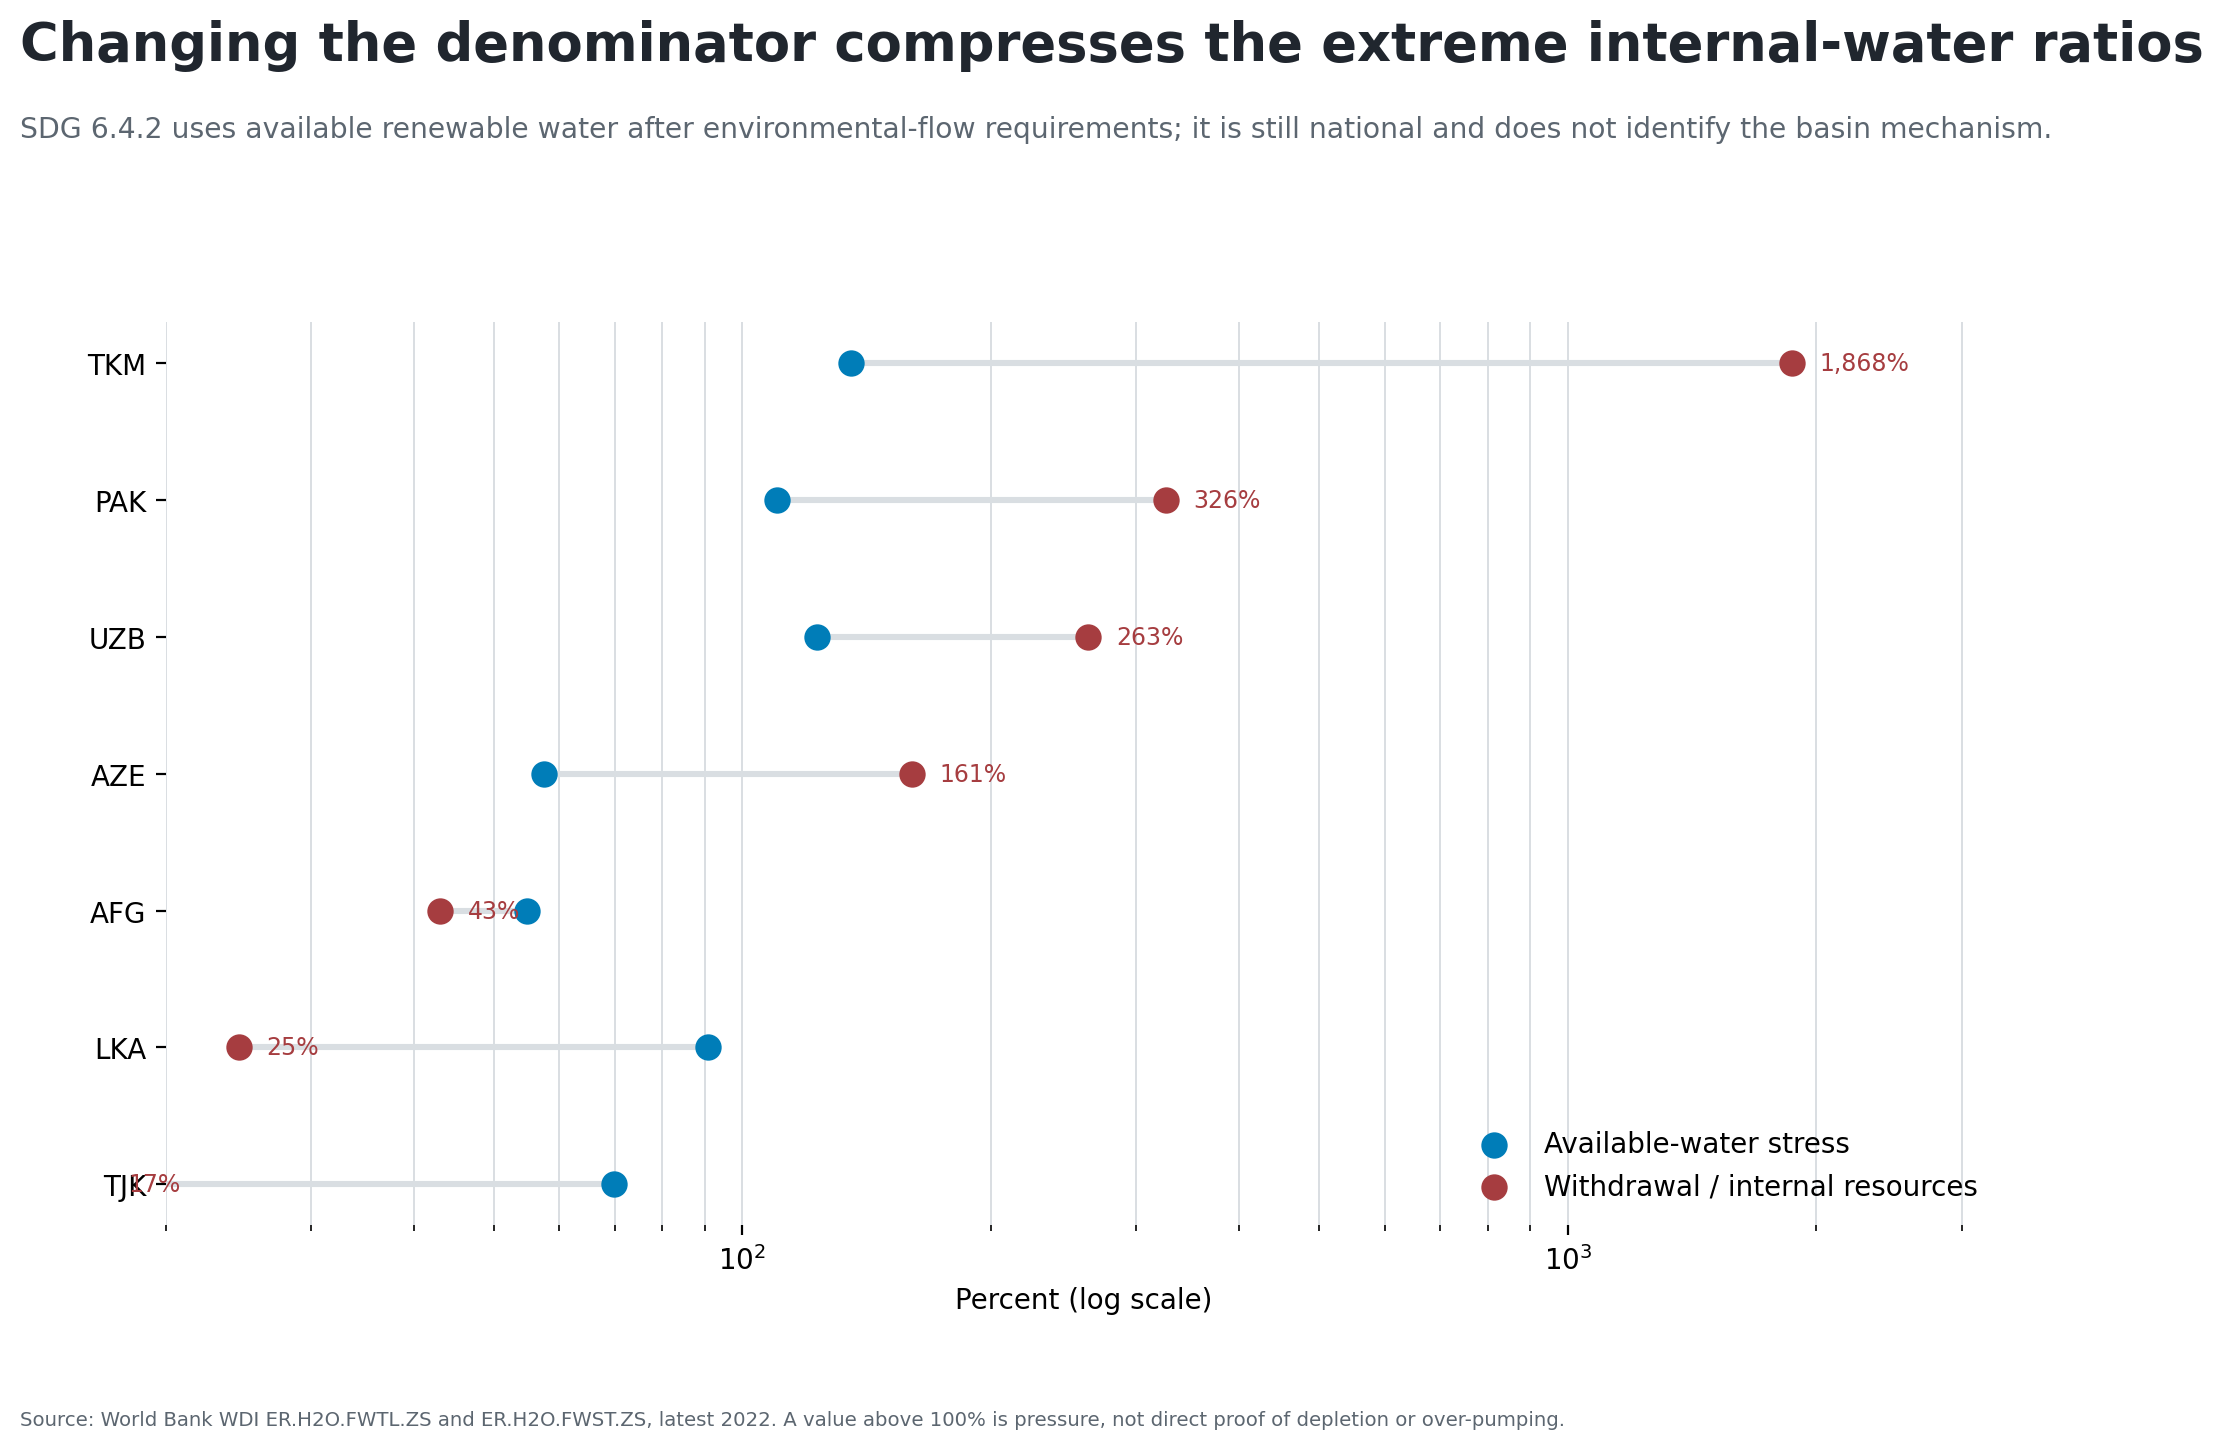 Changing the denominator compresses the extreme internal-water ratios
SDG 6.4.2 uses available renewable water after environmental-flow requirements; it is still national and does not identify the basin mechanism.
TKM
1,868%
PAK
326%
UZB
263%
AZE
161%
AFG
43%
LKA
25%
TJK
17%
Available-water stress
Withdrawal / internal resources
10²
10³
Percent (log scale)
Source: World Bank WDI ER.H2O.FWTL.ZS and ER.H2O.FWST.ZS, latest 2022. A value above 100% is pressure, not direct proof of depletion or over-pumping.